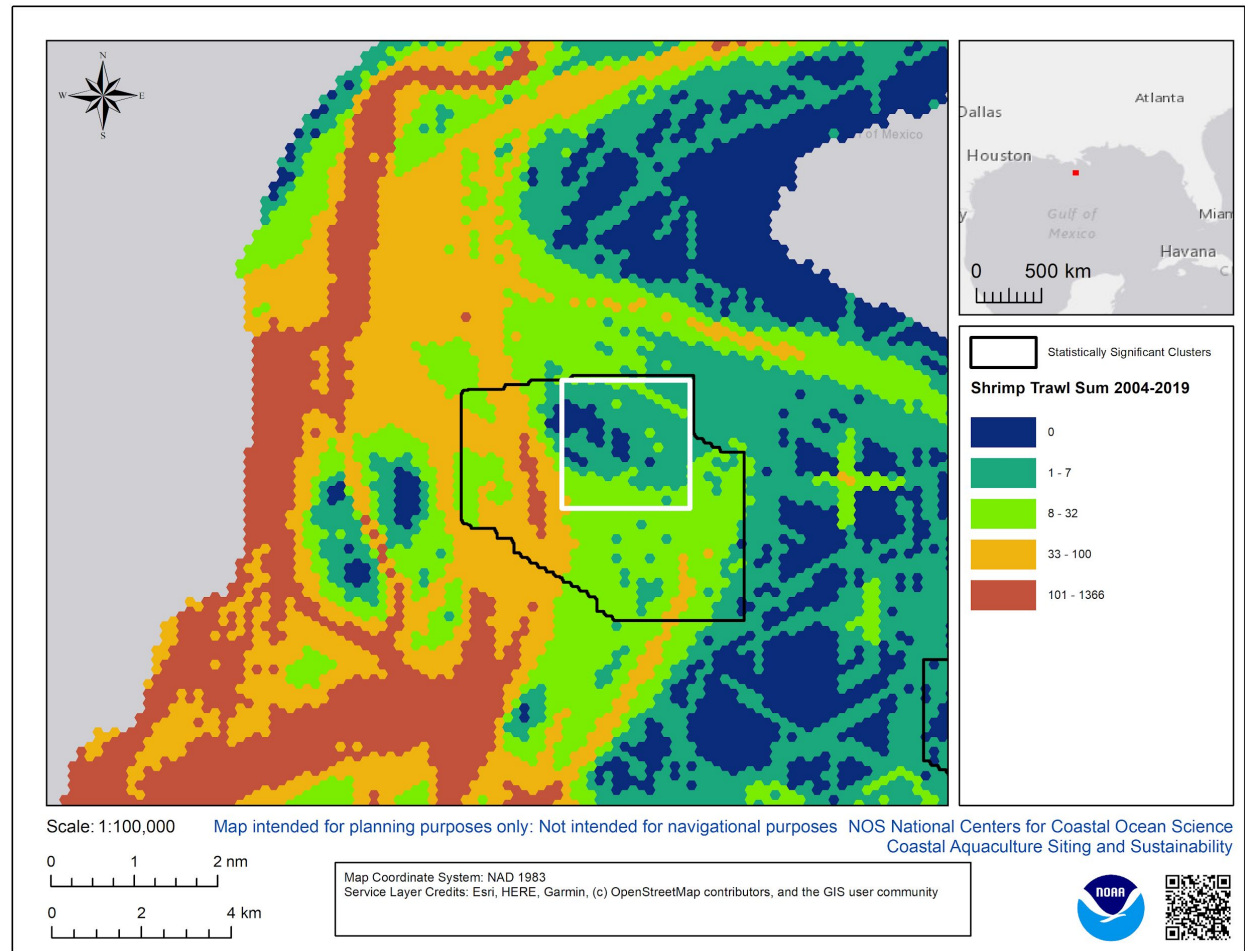 N
W E
S
of Mexico
Dallas
Atlanta
Houston
Gulf of
Mexico
Miam
Havana
0 500 km
Statistically Significant Clusters
Shrimp Trawl Sum 2004-2019
0
1 - 7
8 - 32
33 - 100
101 - 1366
Scale: 1:100,000
Map intended for planning purposes only: Not intended for navigational purposes
NOS National Centers for Coastal Ocean Science
Coastal Aquaculture Siting and Sustainability
0 1 2 nm
0 2 4 km
Map Coordinate System: NAD 1983
Service Layer Credits: Esri, HERE, Garmin, (c) OpenStreetMap contributors, and the GIS user community
NOAA